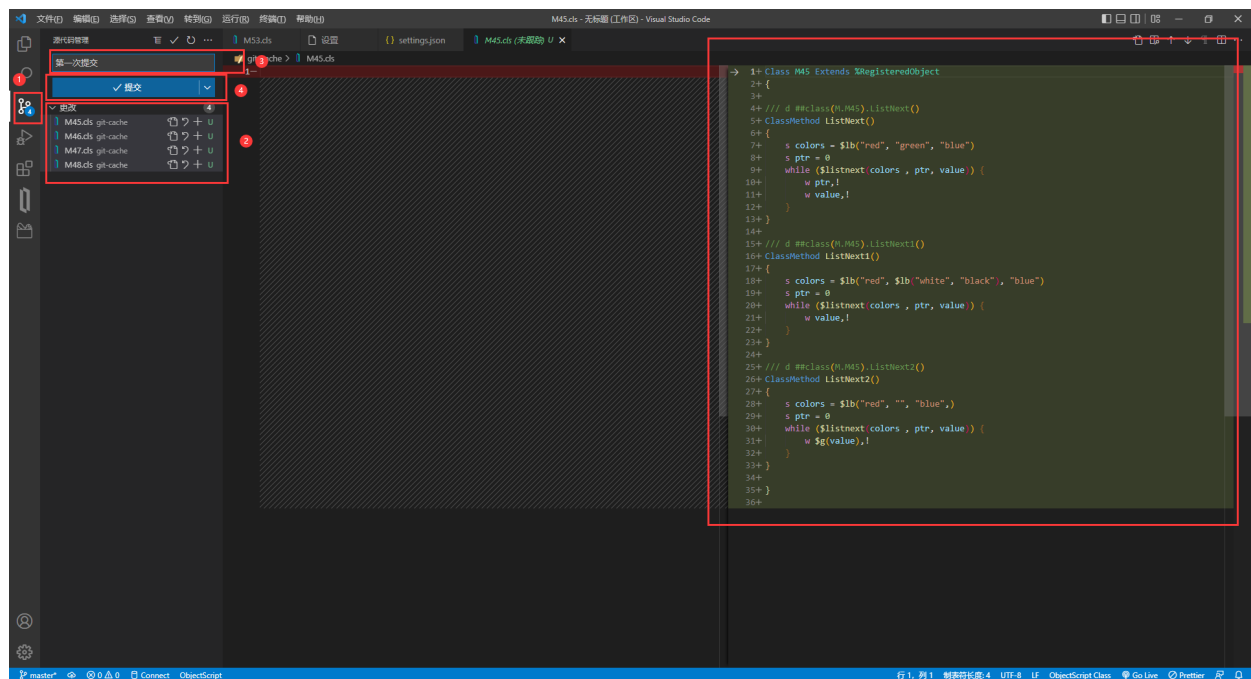 文件(F) 编辑(E) 选择(S) 查看(V) 转到(G) 运行(R) 终端(T) 帮助(H) M45.cls - 无标题 (工作区) - Visual Studio Code
源代码管理
M53.cls 设置 {} settings.json M45.cls (未跟踪) U
第一次提交
3
M45.cls
1
提交
4
4
更改 4
M45.cls git-cache U
M46.cls git-cache U
M47.cls git-cache U
M48.cls git-cache U
2
1−
1+ Class M45 Extends %RegisteredObject
2+ {
3+
4+ /// d ##class(M.M45).ListNext()
5+ ClassMethod ListNext()
6+ {
7+ s colors = $lb("red", "green", "blue")
8+ s ptr = 0
9+ while ($listnext(colors , ptr, value)) {
10+ w ptr,!
11+ w value,!
12+ }
13+ }
14+
15+ /// d ##class(M.M45).ListNext1()
16+ ClassMethod ListNext1()
17+ {
18+ s colors = $lb("red", $lb("white", "black"), "blue")
19+ s ptr = 0
20+ while ($listnext(colors , ptr, value)) {
21+ w value,!
22+ }
23+ }
24+
25+ /// d ##class(M.M45).ListNext2()
26+ ClassMethod ListNext2()
27+ {
28+ s colors = $lb("red", "", "blue",)
29+ s ptr = 0
30+ while ($listnext(colors , ptr, value)) {
31+ w $g(value),!
32+ }
33+ }
34+
35+ }
36+
master* 0 0 Connect ObjectScript 行 1, 列 1 制表符长度: 4 UTF-8 LF ObjectScript Class Go Live Prettier